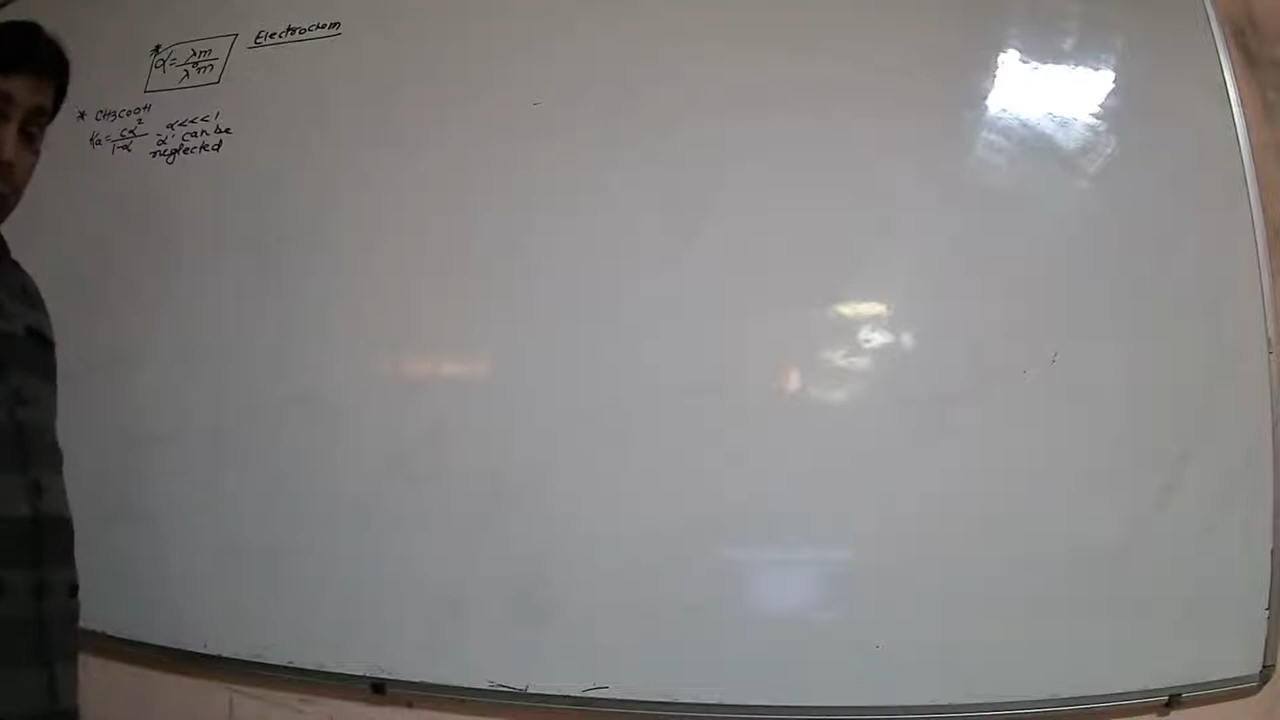 Electrochem
* α = λm / λ°m
* CH3COOH
Ka = cα² / 1-α - α<<<1
'α' can be
neglected